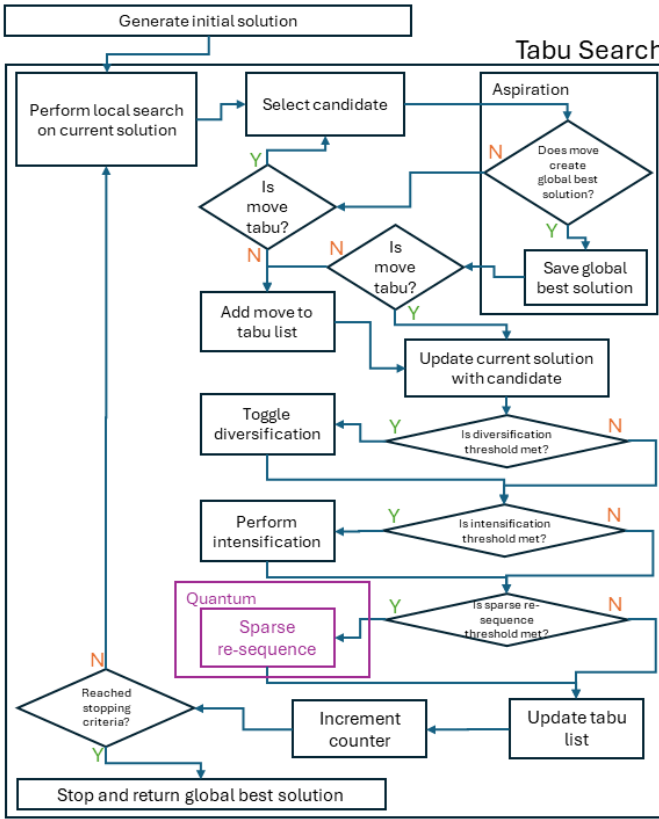 Generate initial solution
Tabu Search
Perform local search
on current solution
Select candidate
Aspiration
Does move
create
global best
solution?
N
Y
Y
Is
move
tabu?
N
N
Is
move
tabu?
Y
Save global
best solution
Add move to
tabu list
Update current solution
with candidate
Toggle
diversification
Y
Is diversification
threshold met?
N
Perform
intensification
Y
Is intensification
threshold met?
N
Quantum
Sparse
re-sequence
Y
Is sparse re-
sequence
threshold met?
N
N
Reached
stopping
criteria?
Y
Increment
counter
Update tabu
list
Stop and return global best solution